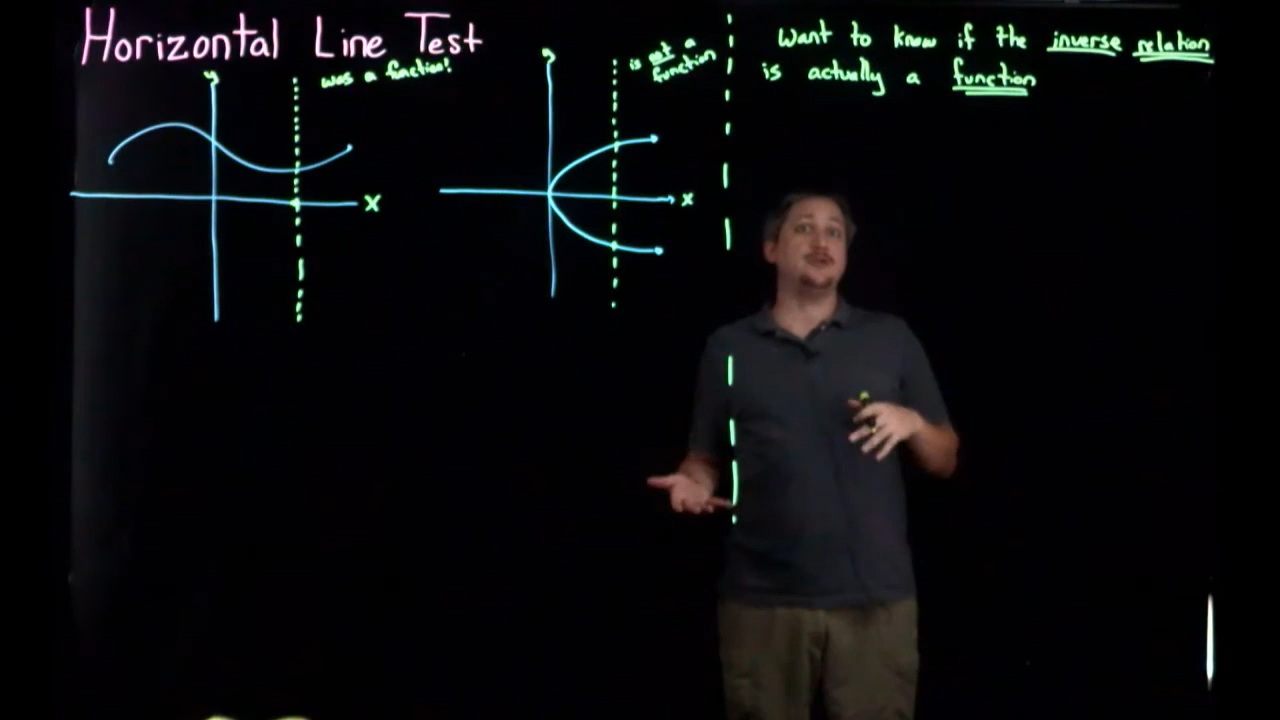 Horizontal Line Test
was a function!
y
x
is not a
function
y
x
Want to know if the inverse relation
is actually a function